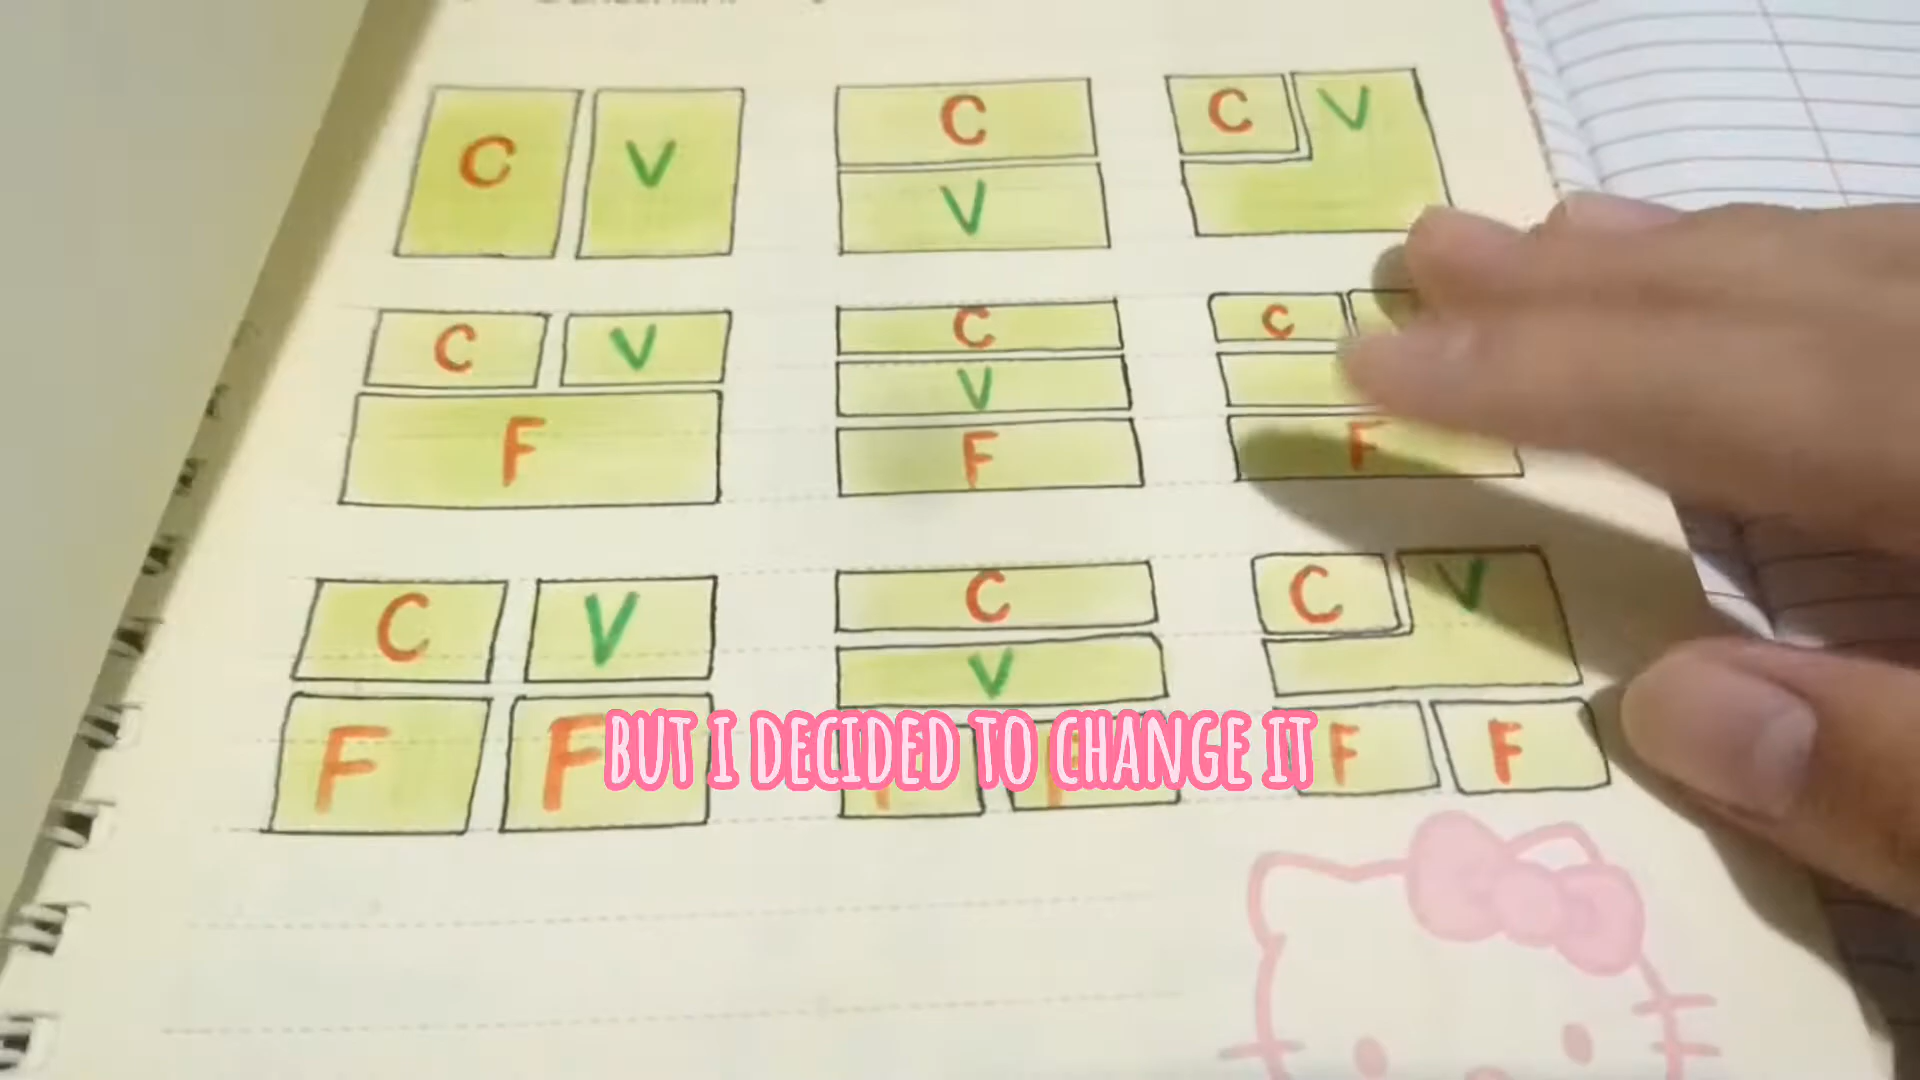 C V C C V
V
C V C C
V
F F F
C V C C V
V
F F F F F
BUT I DECIDED TO CHANGE IT